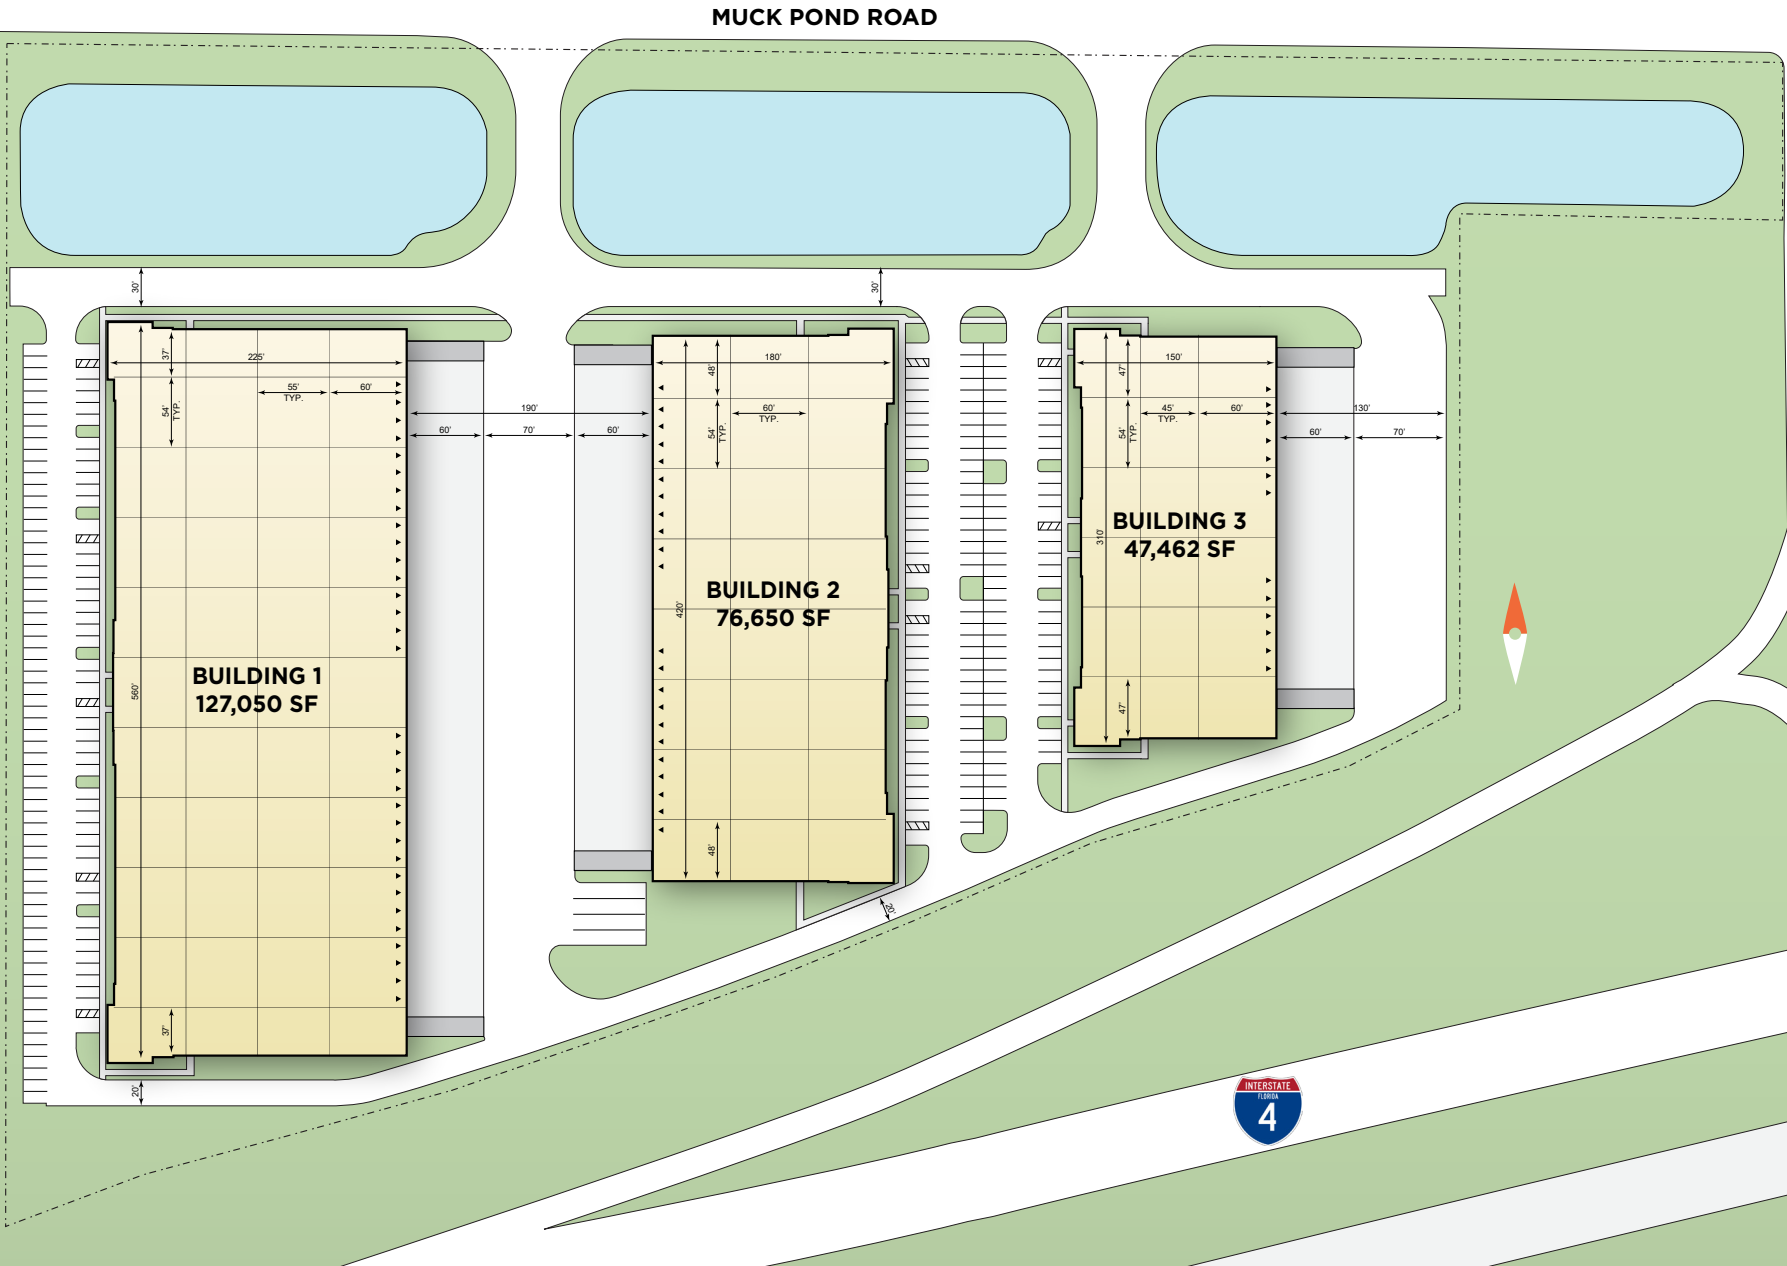 MUCK POND ROAD
30'
30'
37'
225'
55'
TYP.
60'
54'
TYP.
190'
60'
70'
60'
48'
180'
60'
TYP.
54'
TYP.
47'
150'
45'
TYP.
60'
54'
TYP.
130'
60'
70'
BUILDING 3
47,462 SF
310'
BUILDING 2
76,650 SF
420'
BUILDING 1
127,050 SF
560'
47'
48'
20'
37'
20'
INTERSTATE
FLORIDA
4